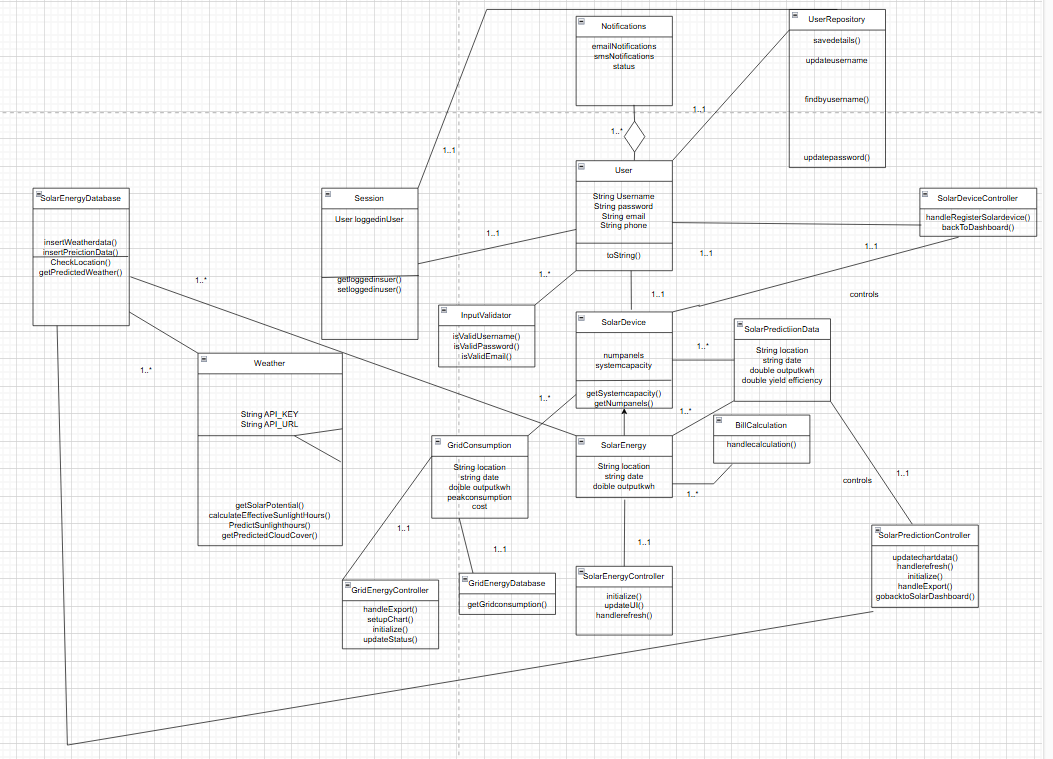 Notifications
emailNotifications
smsNotifications
status
UserRepository
savedetails()
updateusername
findbyusername()
updatepassword()
1..1
1..*
1..1
User
String Username
String password
String email
String phone
toString()
SolarEnergyDatabase
insertWeatherdata()
insertPreictionData()
CheckLocation()
getPredictedWeather()
Session
User loggedinUser
getloggedinsuer()
setloggedinuser()
SolarDeviceController
handleRegisterSolardevice()
backToDashboard()
1..1
1..1
1..1
1..*
1..*
1..1
controls
InputValidator
isValidUsername()
isValidPassword()
isValidEmail()
SolarDevice
numpanels
systemcapacity
getSystemcapacity()
getNumpanels()
SolarPredictiionData
String location
string date
double outputkwh
double yield efficiency
1..*
1..*
Weather
String API_KEY
String API_URL
getSolarPotential()
calculateEffectiveSunlightHours()
PredictSunlighthours()
getPredictedCloudCover()
1..*
1..*
BillCalculation
handlecalculation()
GridConsumption
String location
string date
doible outputkwh
peakconsumption
cost
SolarEnergy
String location
string date
doible outputkwh
1..*
1..1
controls
1..1
1..1
1..1
SolarPredictionController
updatechartdata()
handlerefresh()
initialize()
handleExport()
gobacktoSolarDashboard()
GridEnergyController
handleExport()
setupChart()
initialize()
updateStatus()
GridEnergyDatabase
getGridconsumption()
SolarEnergyController
initialize()
updateUI()
handlerefresh()